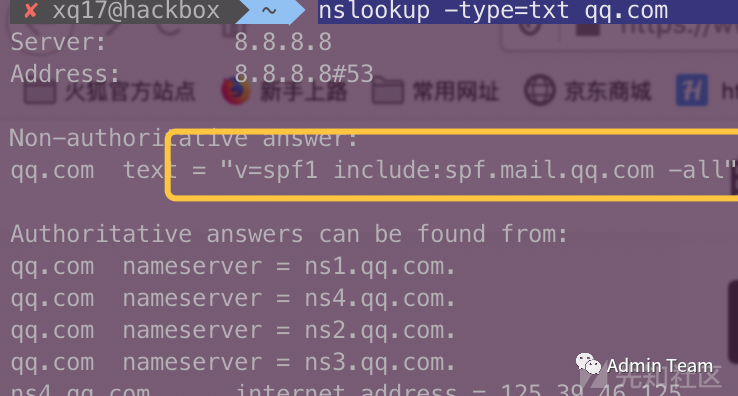 ✘ xq17@hackbox ~ nslookup -type=txt qq.com
Server: 8.8.8.8
Address: 8.8.8.8#53
火狐官方站点 新手上路 常用网址 京东商城
Non-authoritative answer:
qq.com text = "v=spf1 include:spf.mail.qq.com -all"
Authoritative answers can be found from:
qq.com nameserver = ns1.qq.com.
qq.com nameserver = ns4.qq.com.
qq.com nameserver = ns2.qq.com.
qq.com nameserver = ns3.qq.com.
Admin Team
ns4.qq.com internet address = 125.39.46.125
先知社区